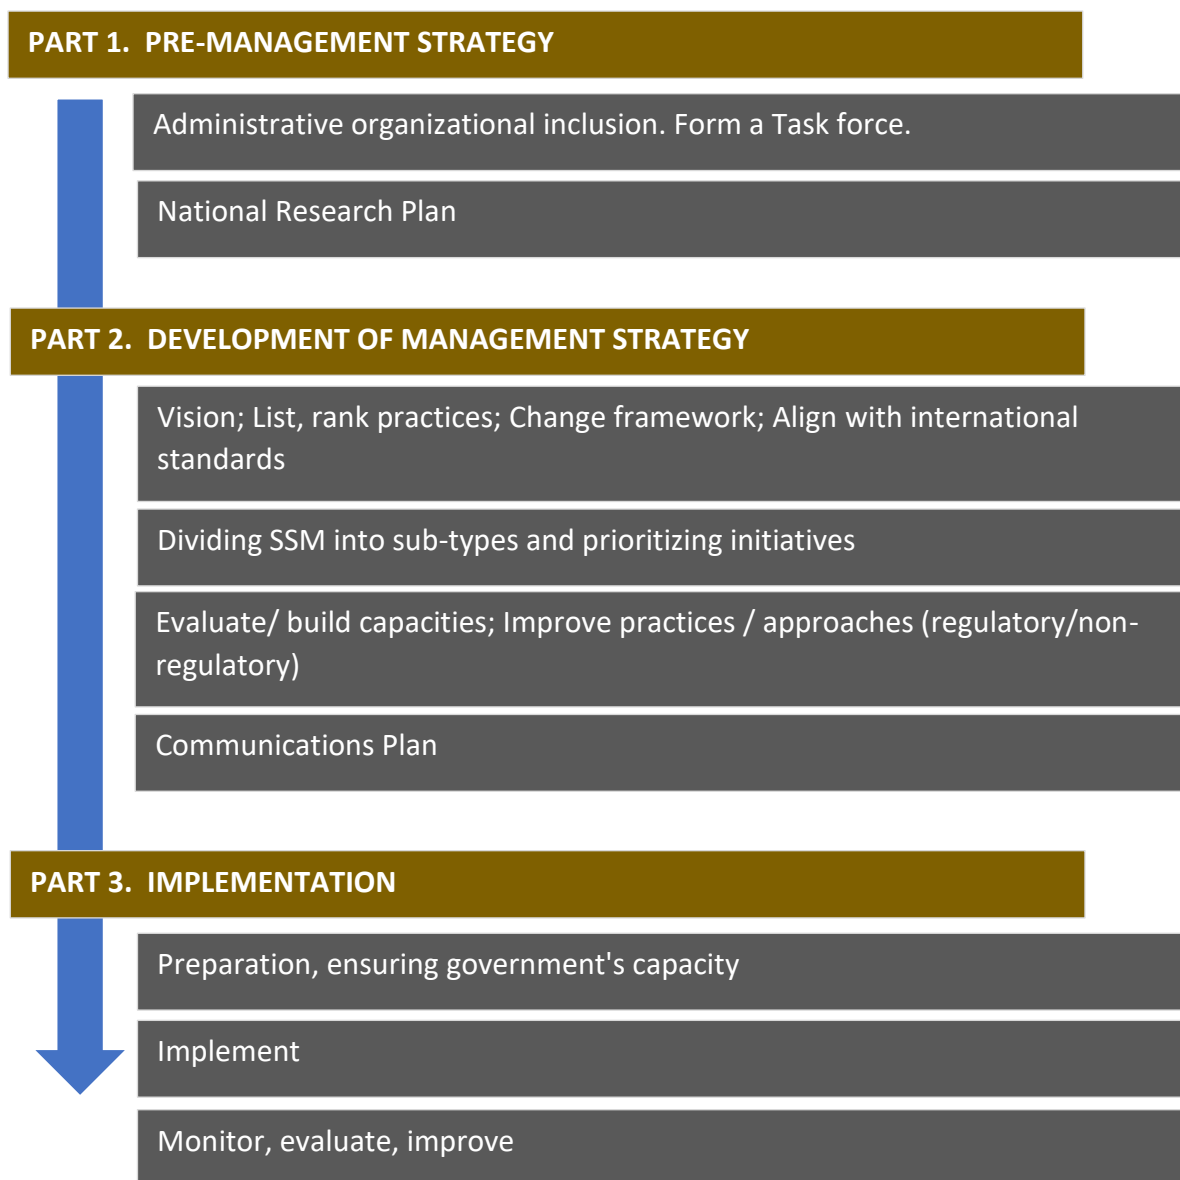 PART 1.  PRE-MANAGEMENT STRATEGY
Administrative organizational inclusion. Form a Task force.
National Research Plan
PART 2.  DEVELOPMENT OF MANAGEMENT STRATEGY
Vision; List, rank practices; Change framework; Align with international
standards
Dividing SSM into sub-types and prioritizing initiatives
Evaluate/ build capacities; Improve practices / approaches (regulatory/non-
regulatory)
Communications Plan
PART 3.  IMPLEMENTATION
Preparation, ensuring government's capacity
Implement
Monitor, evaluate, improve